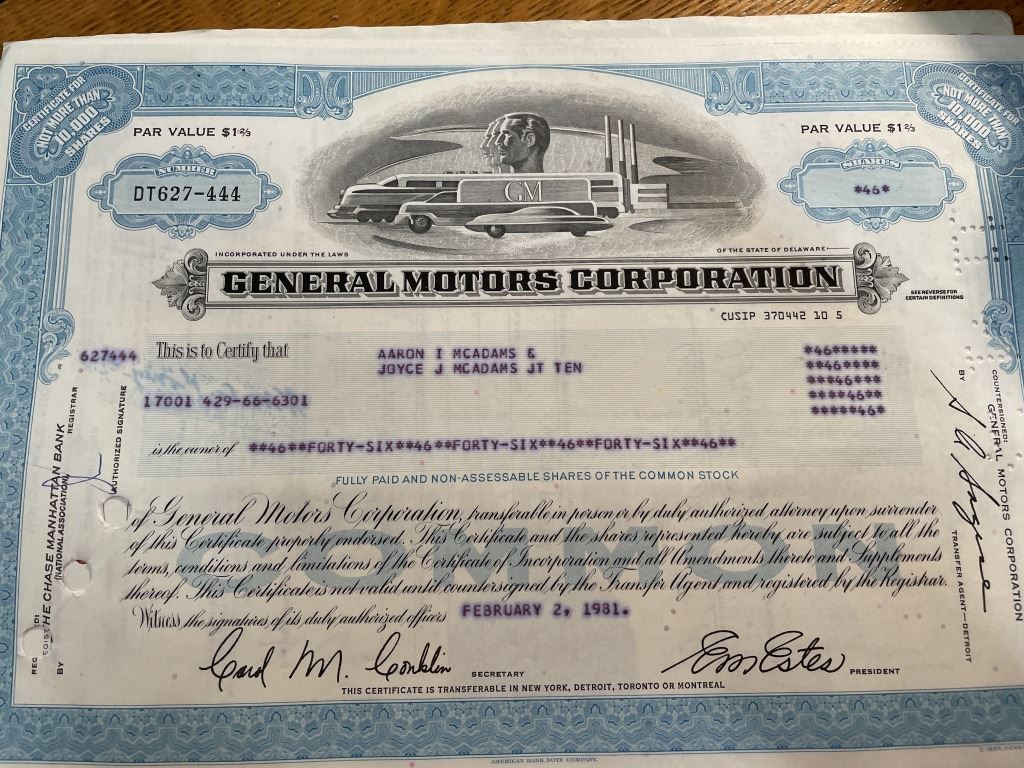 CERTIFICATE FOR
NOT MORE THAN
10,000
SHARES
CERTIFICATE FOR
NOT MORE THAN
10,000
SHARES
PAR VALUE $1⅔
PAR VALUE $1⅔
NUMBER
DT627-444
SHARES
*46*
GM
INCORPORATED UNDER THE LAWS
OF THE STATE OF DELAWARE
GENERAL MOTORS CORPORATION
SEE REVERSE FOR
CERTAIN DEFINITIONS
CUSIP 370442 10 5
627444
This is to Certify that
AARON I MCADAMS &
JOYCE J MCADAMS JT TEN
*46*****
**46****
***46***
****46**
*****46*
17001 429-66-6301
is the owner of **46**FORTY-SIX**46**FORTY-SIX**46**FORTY-SIX**46**
FULLY PAID AND NON-ASSESSABLE SHARES OF THE COMMON STOCK
COMMON
of General Motors Corporation, transferable in person or by duly authorized attorney upon surrender
of this Certificate properly endorsed. This Certificate and the shares represented hereby are subject to all the
terms, conditions and limitations of the Certificate of Incorporation and all Amendments thereto and Supplements
thereof. This Certificate is not valid until countersigned by the Transfer Agent and registered by the Registrar.
Witness the signatures of its duly authorized officers
FEBRUARY 2, 1981.
Carol M. Conklin
SECRETARY
EM Estes
PRESIDENT
THIS CERTIFICATE IS TRANSFERABLE IN NEW YORK, DETROIT, TORONTO OR MONTREAL
AMERICAN BANK NOTE COMPANY.
THE CHASE MANHATTAN BANK
(NATIONAL ASSOCIATION)
REGISTRAR
BY
AUTHORIZED SIGNATURE
COUNTERSIGNED:
GENERAL MOTORS CORPORATION
BY
TRANSFER AGENT—DETROIT